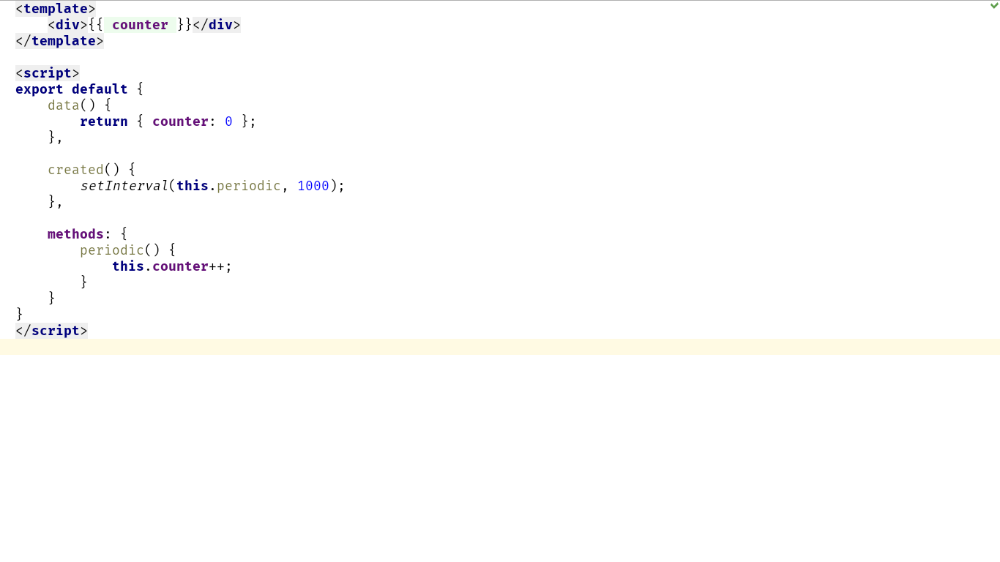 <template>
    <div>{{ counter }}</div>
</template>

<script>
export default {
    data() {
        return { counter: 0 };
    },

    created() {
        setInterval(this.periodic, 1000);
    },

    methods: {
        periodic() {
            this.counter++;
        }
    }
}
</script>